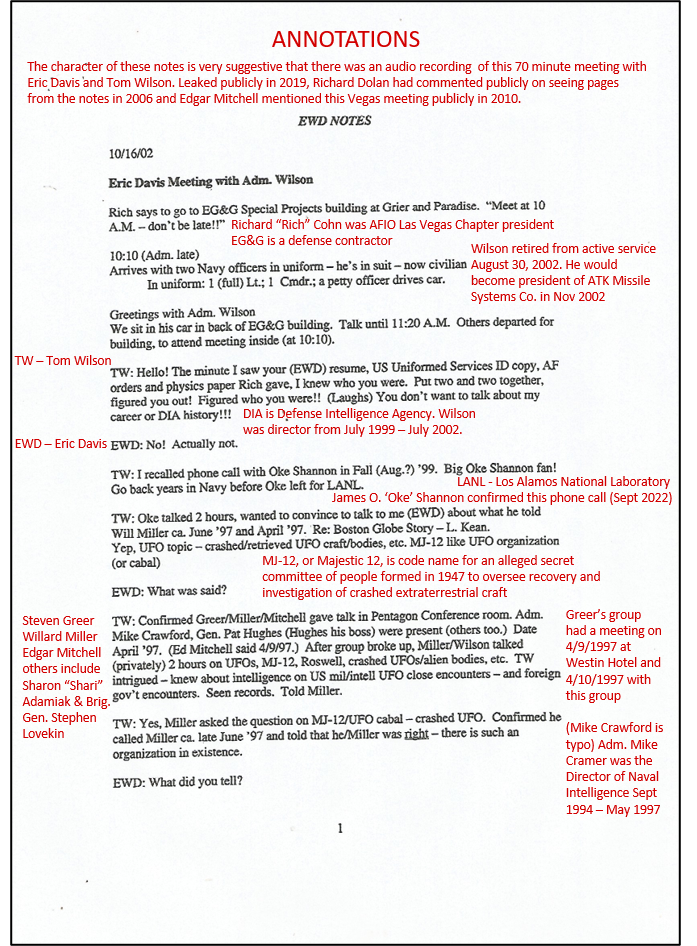 ANNOTATIONS
The character of these notes is very suggestive that there was an audio recording of this 70 minute meeting with
Eric Davis and Tom Wilson. Leaked publicly in 2019, Richard Dolan had commented publicly on seeing pages
from the notes in 2006 and Edgar Mitchell mentioned this Vegas meeting publicly in 2010.
EWD NOTES
10/16/02
Eric Davis Meeting with Adm. Wilson
Rich says to go to EG&G Special Projects building at Grier and Paradise. "Meet at 10
A.M. – don't be late!!"
Richard "Rich" Cohn was AFIO Las Vegas Chapter president
EG&G is a defense contractor
10:10 (Adm. late)
Arrives with two Navy officers in uniform – he's in suit – now civilian
In uniform: 1 (full) Lt.; 1 Cmdr.; a petty officer drives car.
Wilson retired from active service
August 30, 2002. He would
become president of ATK Missile
Systems Co. in Nov 2002
Greetings with Adm. Wilson
We sit in his car in back of EG&G building. Talk until 11:20 A.M. Others departed for
building, to attend meeting inside (at 10:10).
TW – Tom Wilson
TW: Hello! The minute I saw your (EWD) resume, US Uniformed Services ID copy, AF
orders and physics paper Rich gave, I knew who you were. Put two and two together,
figured you out! Figured who you were!! (Laughs) You don't want to talk about my
career or DIA history!!!
DIA is Defense Intelligence Agency. Wilson
was director from July 1999 – July 2002.
EWD – Eric Davis
EWD: No! Actually not.
TW: I recalled phone call with Oke Shannon in Fall (Aug.?) '99. Big Oke Shannon fan!
Go back years in Navy before Oke left for LANL.
LANL - Los Alamos National Laboratory
James O. 'Oke' Shannon confirmed this phone call (Sept 2022)
TW: Oke talked 2 hours, wanted to convince to talk to me (EWD) about what he told
Will Miller ca. June '97 and April '97. Re: Boston Globe Story – L. Kean.
Yep, UFO topic – crashed/retrieved UFO craft/bodies, etc. MJ-12 like UFO organization
(or cabal)
MJ-12, or Majestic 12, is code name for an alleged secret
committee of people formed in 1947 to oversee recovery and
investigation of crashed extraterrestrial craft
EWD: What was said?
Steven Greer
Willard Miller
Edgar Mitchell
others include
Sharon "Shari"
Adamiak & Brig.
Gen. Stephen
Lovekin
TW: Confirmed Greer/Miller/Mitchell gave talk in Pentagon Conference room. Adm.
Mike Crawford, Gen. Pat Hughes (Hughes his boss) were present (others too.) Date
April '97. (Ed Mitchell said 4/9/97.) After group broke up, Miller/Wilson talked
(privately) 2 hours on UFOs, MJ-12, Roswell, crashed UFOs/alien bodies, etc. TW
intrigued – knew about intelligence on US mil/intell UFO close encounters – and foreign
gov't encounters. Seen records. Told Miller.
Greer's group
had a meeting on
4/9/1997 at
Westin Hotel and
4/10/1997 with
this group
TW: Yes, Miller asked the question on MJ-12/UFO cabal – crashed UFO. Confirmed he
called Miller ca. late June '97 and told that he/Miller was right – there is such an
organization in existence.
(Mike Crawford is
typo) Adm. Mike
Cramer was the
Director of Naval
Intelligence Sept
1994 – May 1997
EWD: What did you tell?
1